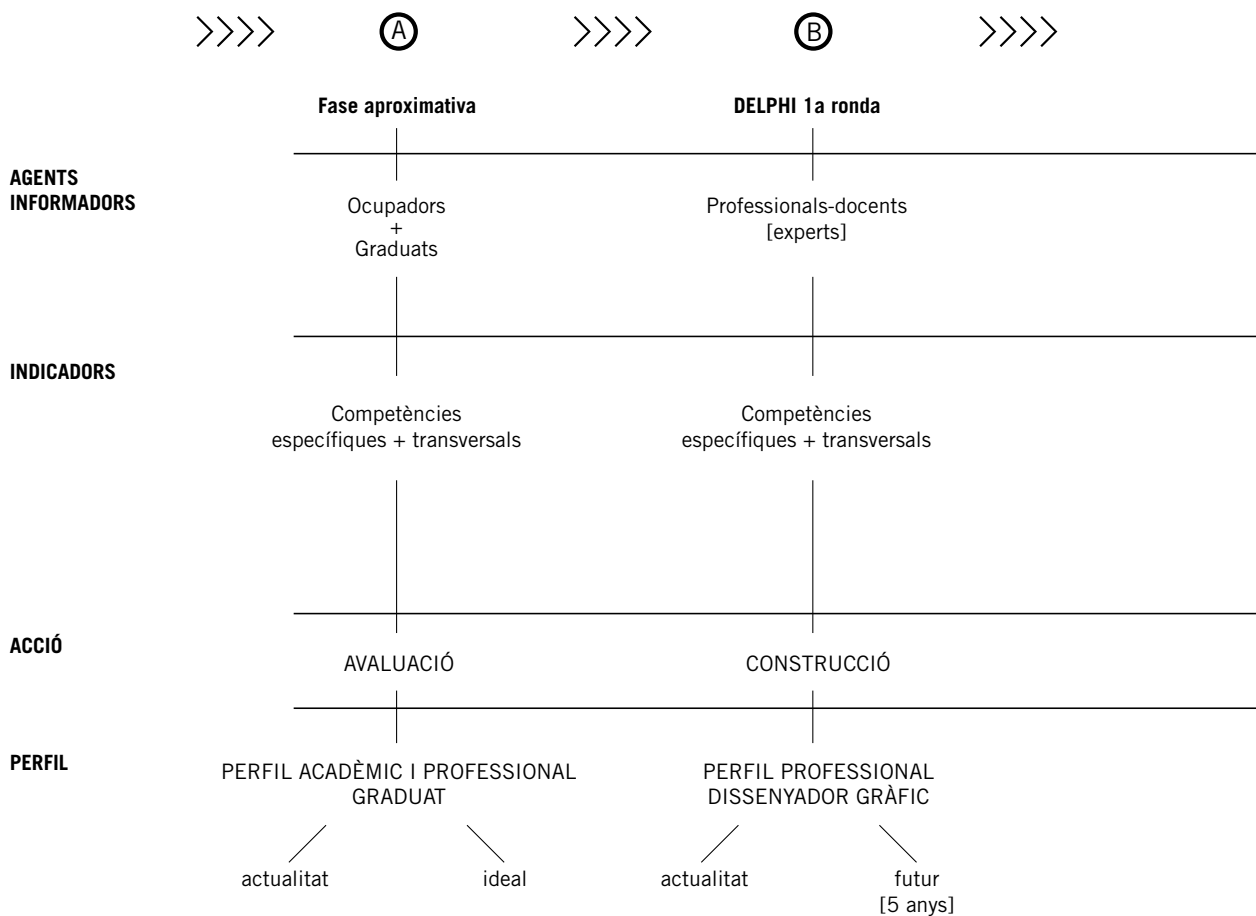 A
B
Fase aproximativa
DELPHI 1a ronda
AGENTS
INFORMADORS
Ocupadors
+
Graduats
Professionals-docents
[experts]
INDICADORS
Competències
específiques + transversals
Competències
específiques + transversals
ACCIÓ
AVALUACIÓ
CONSTRUCCIÓ
PERFIL
PERFIL ACADÈMIC I PROFESSIONAL
GRADUAT
PERFIL PROFESSIONAL
DISSENYADOR GRÀFIC
actualitat
ideal
actualitat
futur
[5 anys]